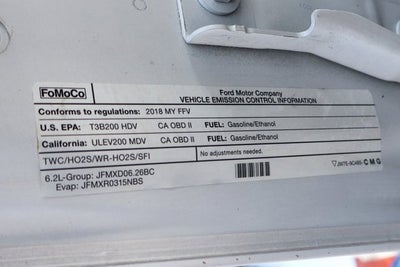 FoMoCo
Ford Motor Company
VEHICLE EMISSION CONTROL INFORMATION
Conforms to regulations: 2018 MY FFV
U.S. EPA: T3B200 HDV CA OBD II FUEL: Gasoline/Ethanol
California: ULEV200 MDV CA OBD II FUEL: Gasoline/Ethanol
TWC/HO2S/WR-HO2S/SFI No adjustments needed.
6.2L-Group: JFMXD06.26BC
Evap: JFMXR0315NBS
CMG